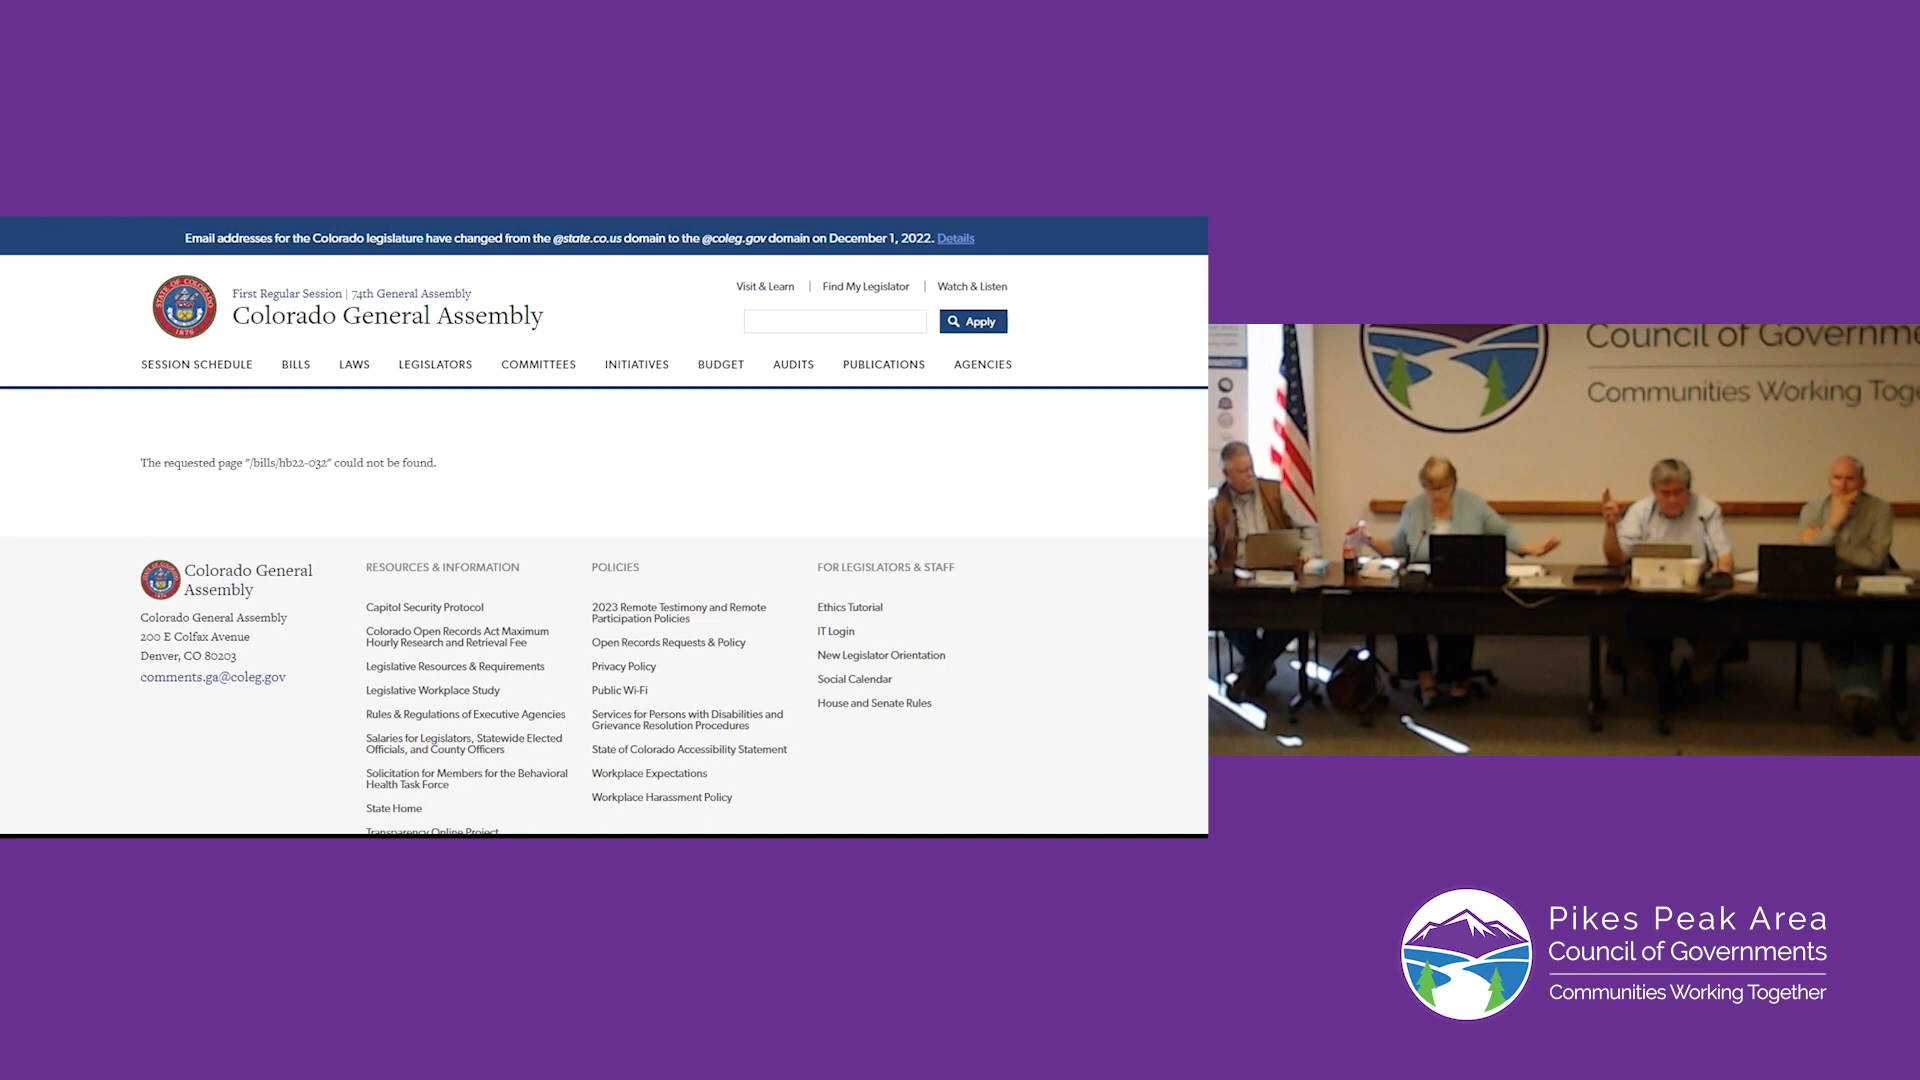 Email addresses for the Colorado legislature have changed from the @state.co.us domain to the @coleg.gov domain on December 1, 2022. Details
First Regular Session | 74th General Assembly
Colorado General Assembly
Visit & Learn | Find My Legislator | Watch & Listen
Apply
SESSION SCHEDULE BILLS LAWS LEGISLATORS COMMITTEES INITIATIVES BUDGET AUDITS PUBLICATIONS AGENCIES
The requested page "/bills/hb22-032" could not be found.
Colorado General
Assembly
Colorado General Assembly
200 E Colfax Avenue
Denver, CO 80203
comments.ga@coleg.gov
RESOURCES & INFORMATION
Capitol Security Protocol
Colorado Open Records Act Maximum
Hourly Research and Retrieval Fee
Legislative Resources & Requirements
Legislative Workplace Study
Rules & Regulations of Executive Agencies
Salaries for Legislators, Statewide Elected
Officials, and County Officers
Solicitation for Members for the Behavioral
Health Task Force
State Home
Transparency Online Project
POLICIES
2023 Remote Testimony and Remote
Participation Policies
Open Records Requests & Policy
Privacy Policy
Public Wi-Fi
Services for Persons with Disabilities and
Grievance Resolution Procedures
State of Colorado Accessibility Statement
Workplace Expectations
Workplace Harassment Policy
FOR LEGISLATORS & STAFF
Ethics Tutorial
IT Login
New Legislator Orientation
Social Calendar
House and Senate Rules
Council of Governme
Communities Working Tog
Pikes Peak Area
Council of Governments
Communities Working Together